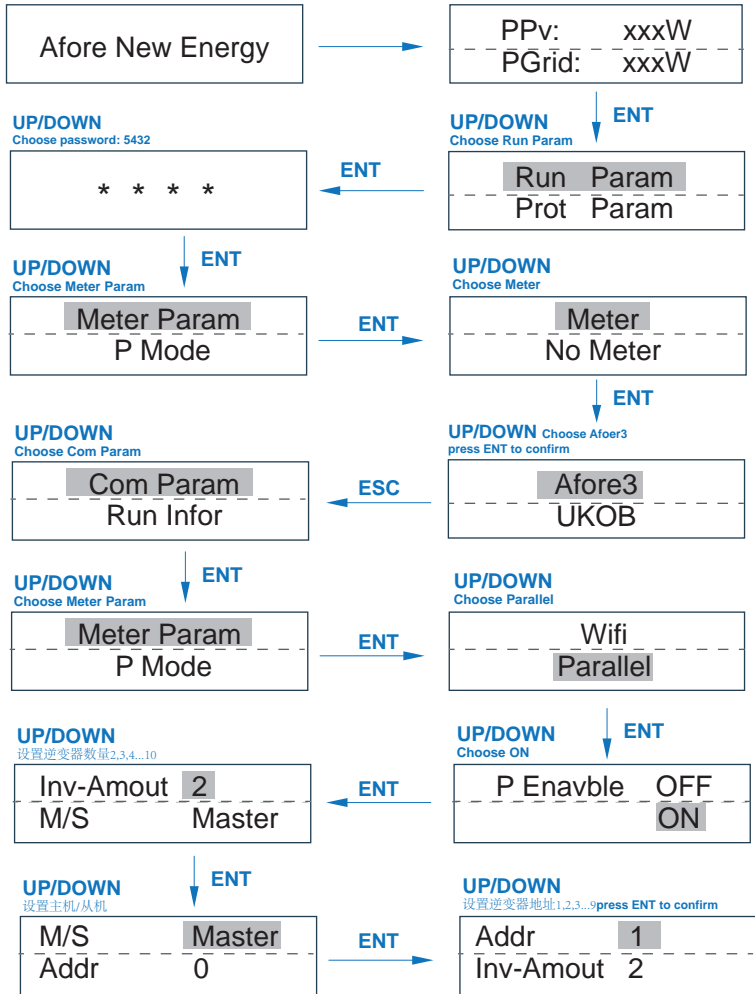 Afore New Energy
PPv: xxxW
PGrid: xxxW
ENT
UP/DOWN
Choose Run Param
Run Param
Prot Param
ENT
UP/DOWN
Choose password: 5432
* * * *
ENT
UP/DOWN
Choose Meter Param
Meter Param
P Mode
ENT
UP/DOWN
Choose Meter
Meter
No Meter
ENT
UP/DOWN Choose Afoer3
press ENT to confirm
Afore3
UKOB
ESC
UP/DOWN
Choose Com Param
Com Param
Run Infor
ENT
UP/DOWN
Choose Meter Param
Meter Param
P Mode
ENT
UP/DOWN
Choose Parallel
Wifi
Parallel
ENT
UP/DOWN
Choose ON
P Enavble OFF
ON
ENT
UP/DOWN
设置逆变器数量2,3,4...10
Inv-Amout 2
M/S Master
ENT
UP/DOWN
设置主机/从机
M/S Master
Addr 0
ENT
UP/DOWN
设置逆变器地址1,2,3...9press ENT to confirm
Addr 1
Inv-Amout 2